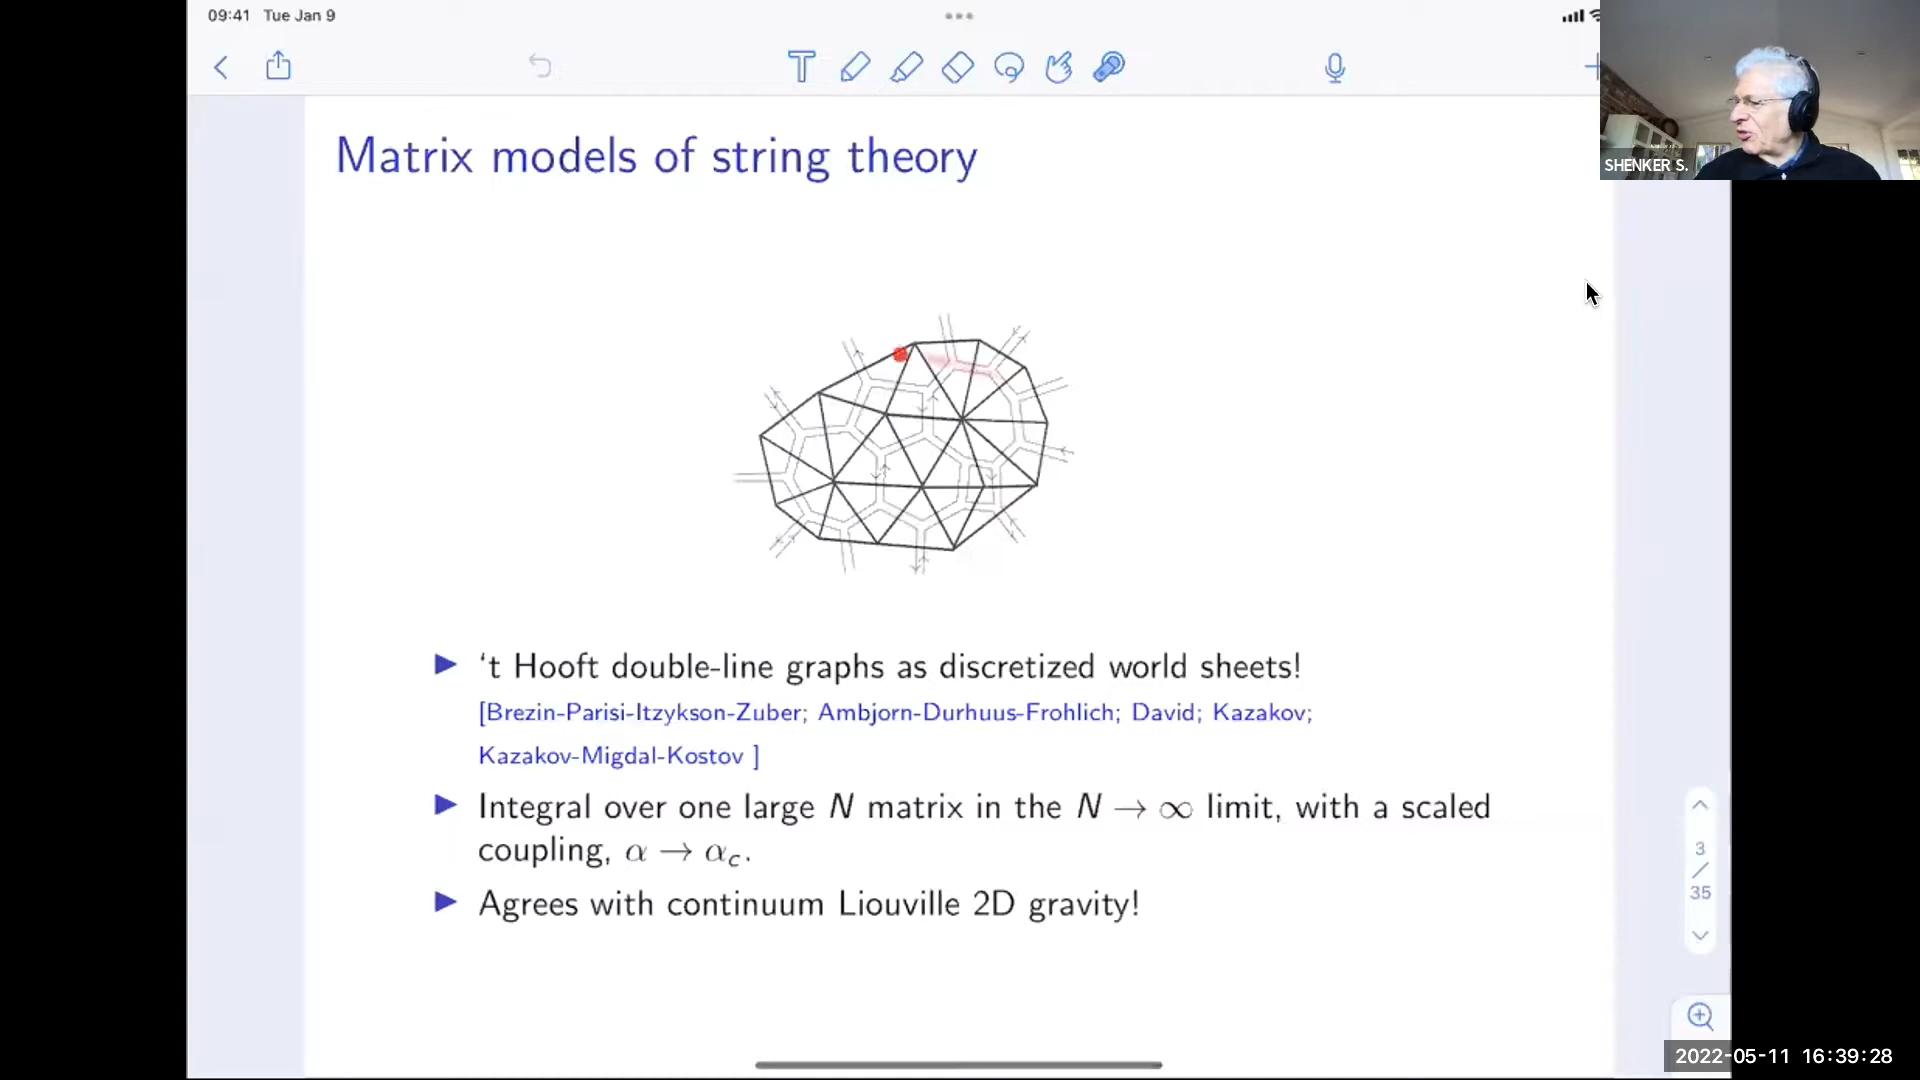 09:41 Tue Jan 9
SHENKER S.
Matrix models of string theory
‘t Hooft double-line graphs as discretized world sheets!
[Brezin-Parisi-Itzykson-Zuber; Ambjorn-Durhuus-Frohlich; David; Kazakov;
Kazakov-Migdal-Kostov ]
Integral over one large N matrix in the N → ∞ limit, with a scaled
coupling, α → α_c.
Agrees with continuum Liouville 2D gravity!
3
/
35
2022-05-11 16:39:28